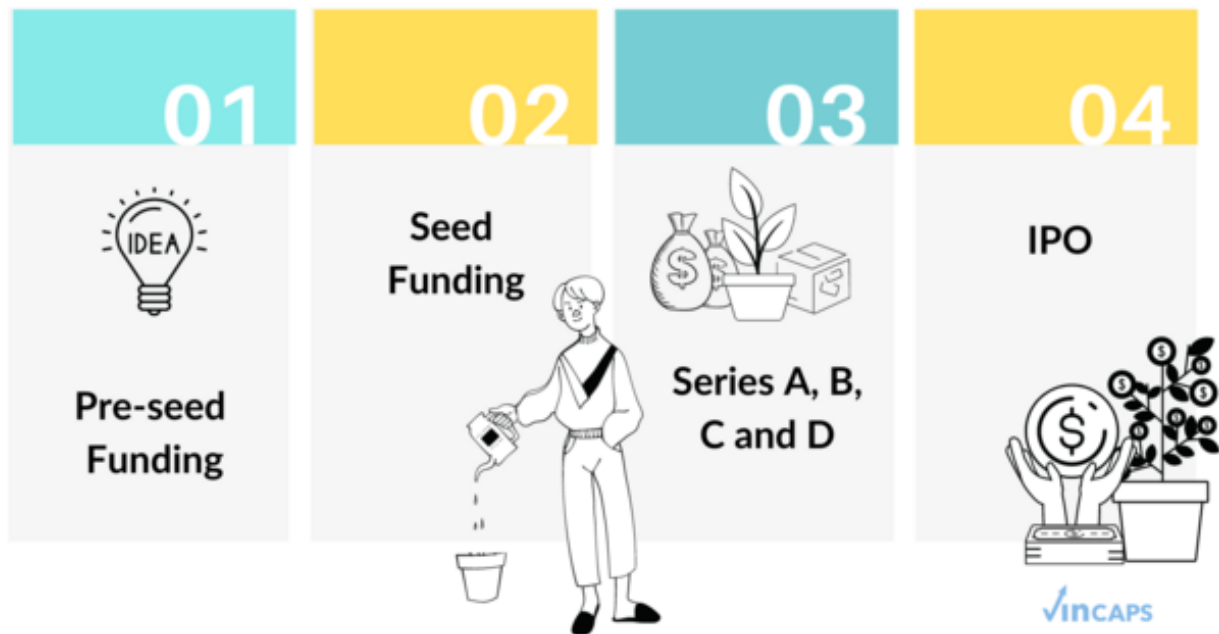 01
IDEA
Pre-seed
Funding
02
Seed
Funding
03
$
$
Series A, B,
C and D
04
IPO
$
$
$
$
VINCAPS